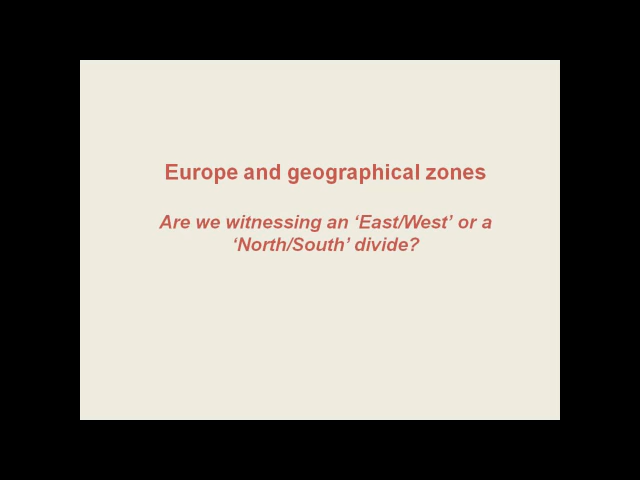 Europe and geographical zones
Are we witnessing an ‘East/West’ or a
‘North/South’ divide?